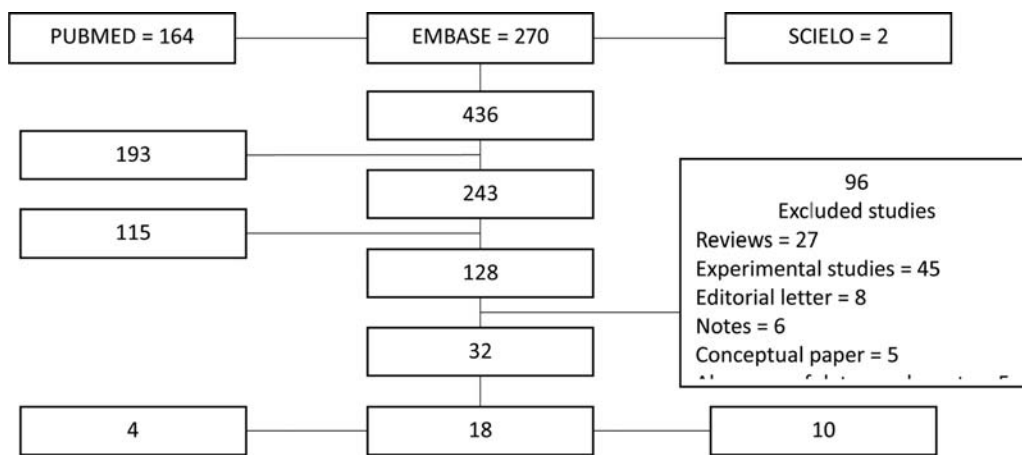 PUBMED = 164
EMBASE = 270
SCIELO = 2
436
193
243
115
128
96
Excluded studies
Reviews = 27
Experimental studies = 45
Editorial letter = 8
Notes = 6
Conceptual paper = 5
32
4
18
10